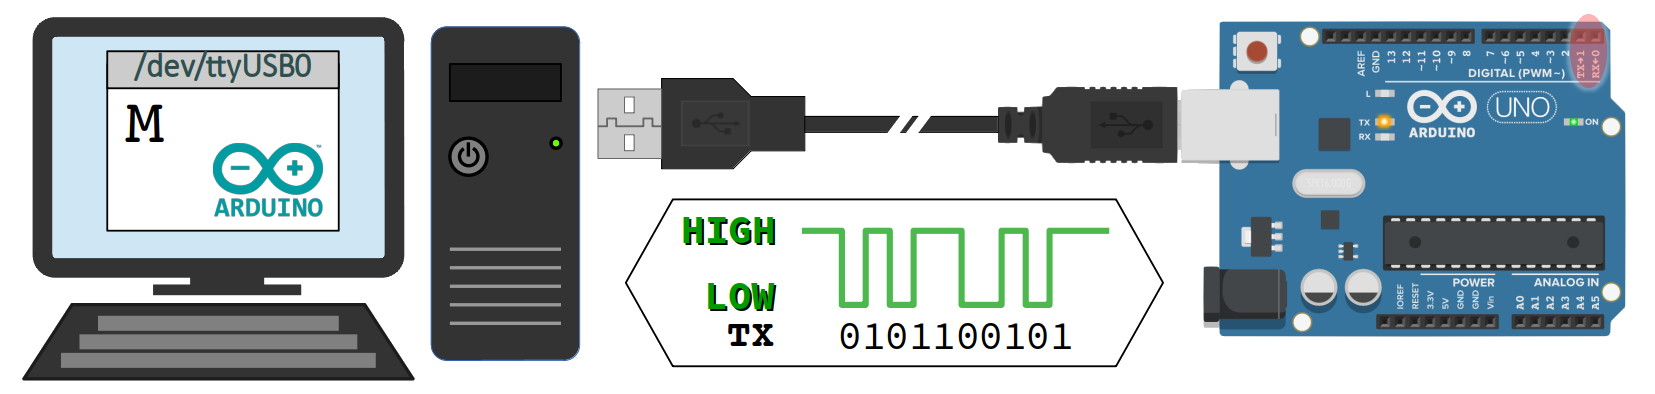 /dev/ttyUSB0
M
ARDUINO
HIGH
LOW
TX
0101100101
AREF
GND
13
12
~11
~10
~9
8
7
~6
~5
4
~3
2
TX→1
RX←0
DIGITAL (PWM~)
L
TX
RX
ARDUINO
UNO
ON
POWER
ANALOG IN
IOREF
RESET
3.3V
5V
GND
GND
Vin
A0
A1
A2
A3
A4
A5